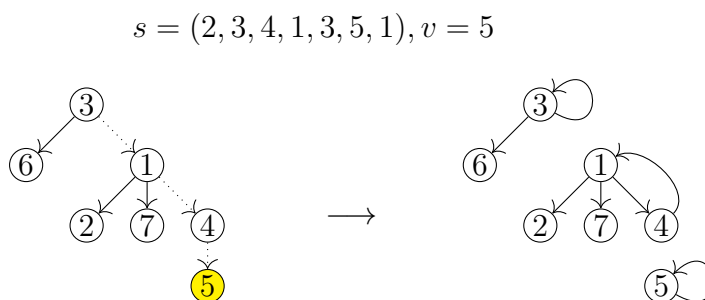 s = (2, 3, 4, 1, 3, 5, 1), v = 5
3 3
6 1 6 1
2 7 4 ⟶ 2 7 4
5 5